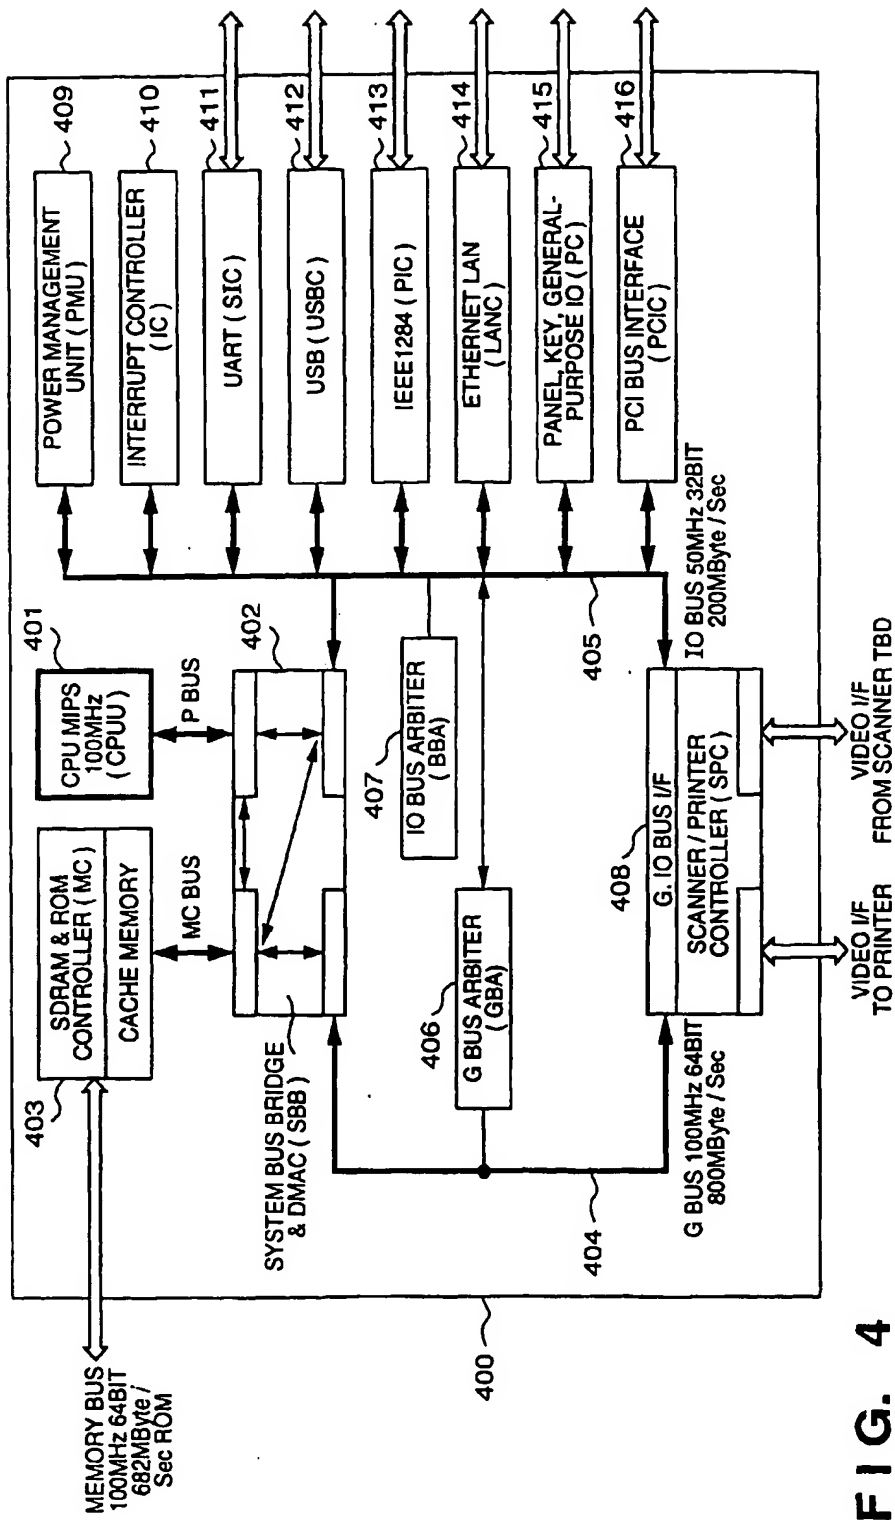 MEMORY BUS
100MHz 64BIT
682MByte /
Sec ROM
403
SDRAM & ROM
CONTROLLER ( MC )
CACHE MEMORY
401
CPU MIPS
100MHz
( CPUU )
409
POWER MANAGEMENT
UNIT ( PMU )
410
INTERRUPT CONTROLLER
( IC )
411
UART ( SIC )
412
USB ( USBC )
413
IEEE1284 ( PIC )
414
ETHERNET LAN
( LANC )
415
PANEL, KEY, GENERAL-
PURPOSE IO ( PC )
416
PCI BUS INTERFACE
( PCIC )
MC BUS
P BUS
402
SYSTEM BUS BRIDGE
& DMAC ( SBB )
407
IO BUS ARBITER
( BBA )
406
G BUS ARBITER
( GBA )
405
404
400
408
G. IO BUS I/F
SCANNER / PRINTER
CONTROLLER ( SPC )
G BUS 100MHz 64BIT
800MByte / Sec
IO BUS 50MHz 32BIT
200MByte / Sec
VIDEO I/F
TO PRINTER
VIDEO I/F
FROM SCANNER TBD
FIG. 4